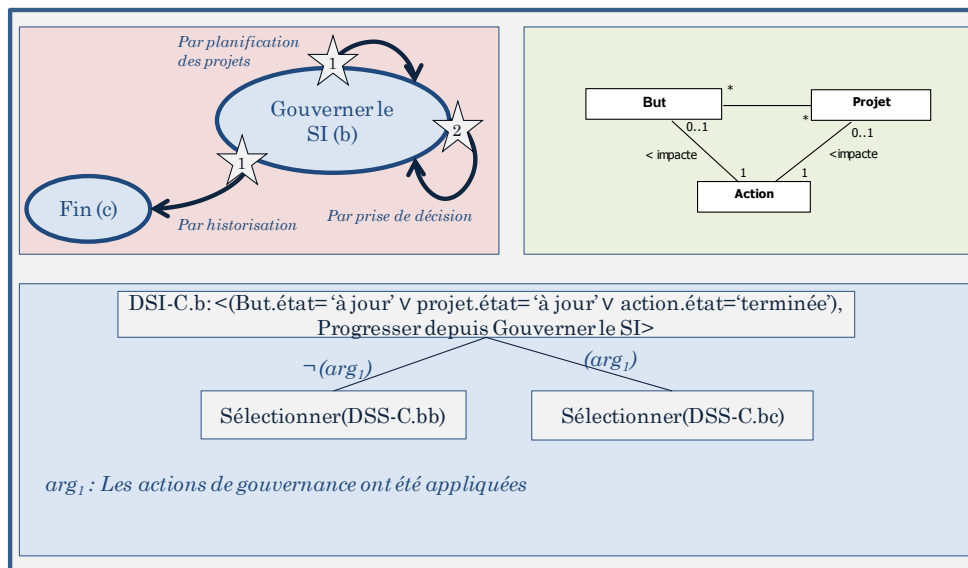 Par planification
des projets
1
Gouverner le
SI (b)
2
1
Fin (c)
Par historisation
Par prise de décision
But
*
Projet
*
0..1
0..1
< impacte
<impacte
1
1
Action
DSI-C.b: <(But.état= ‘à jour’ ∨ projet.état= ‘à jour’ ∨ action.état=‘terminée’),
Progresser depuis Gouverner le SI>
¬ (arg₁)
(arg₁)
Sélectionner(DSS-C.bb)
Sélectionner(DSS-C.bc)
arg₁ : Les actions de gouvernance ont été appliquées